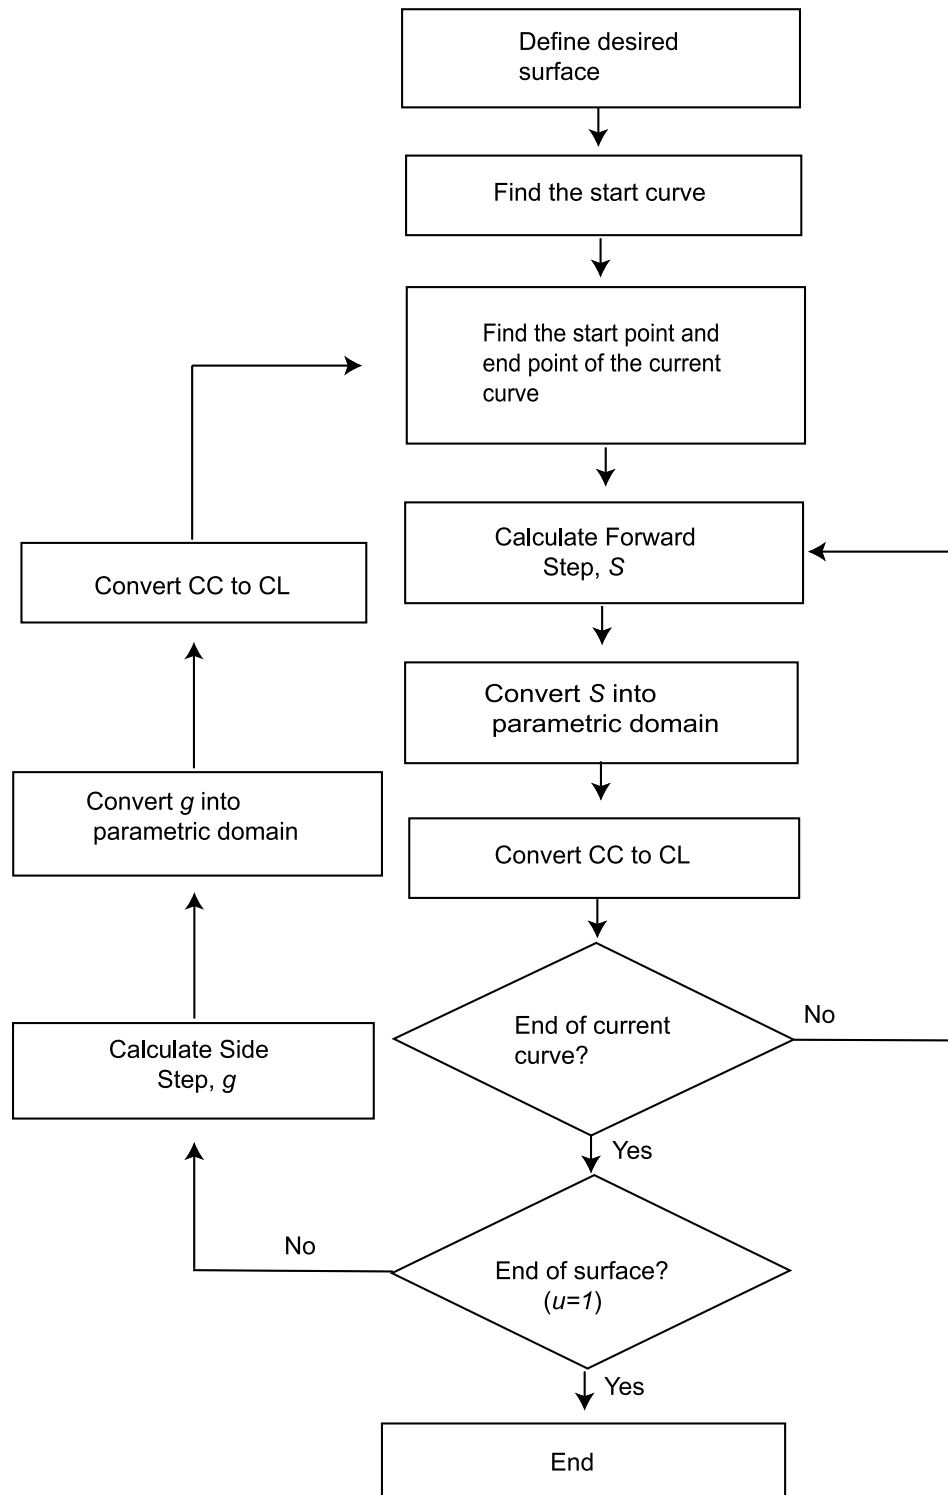 Define desired
surface
Find the start curve
Find the start point and
end point of the current
curve
Calculate Forward
Step, S
Convert S into
parametric domain
Convert CC to CL
End of current
curve?
No
Yes
End of surface?
(u=1)
No
Yes
End
Calculate Side
Step, g
Convert g into
parametric domain
Convert CC to CL